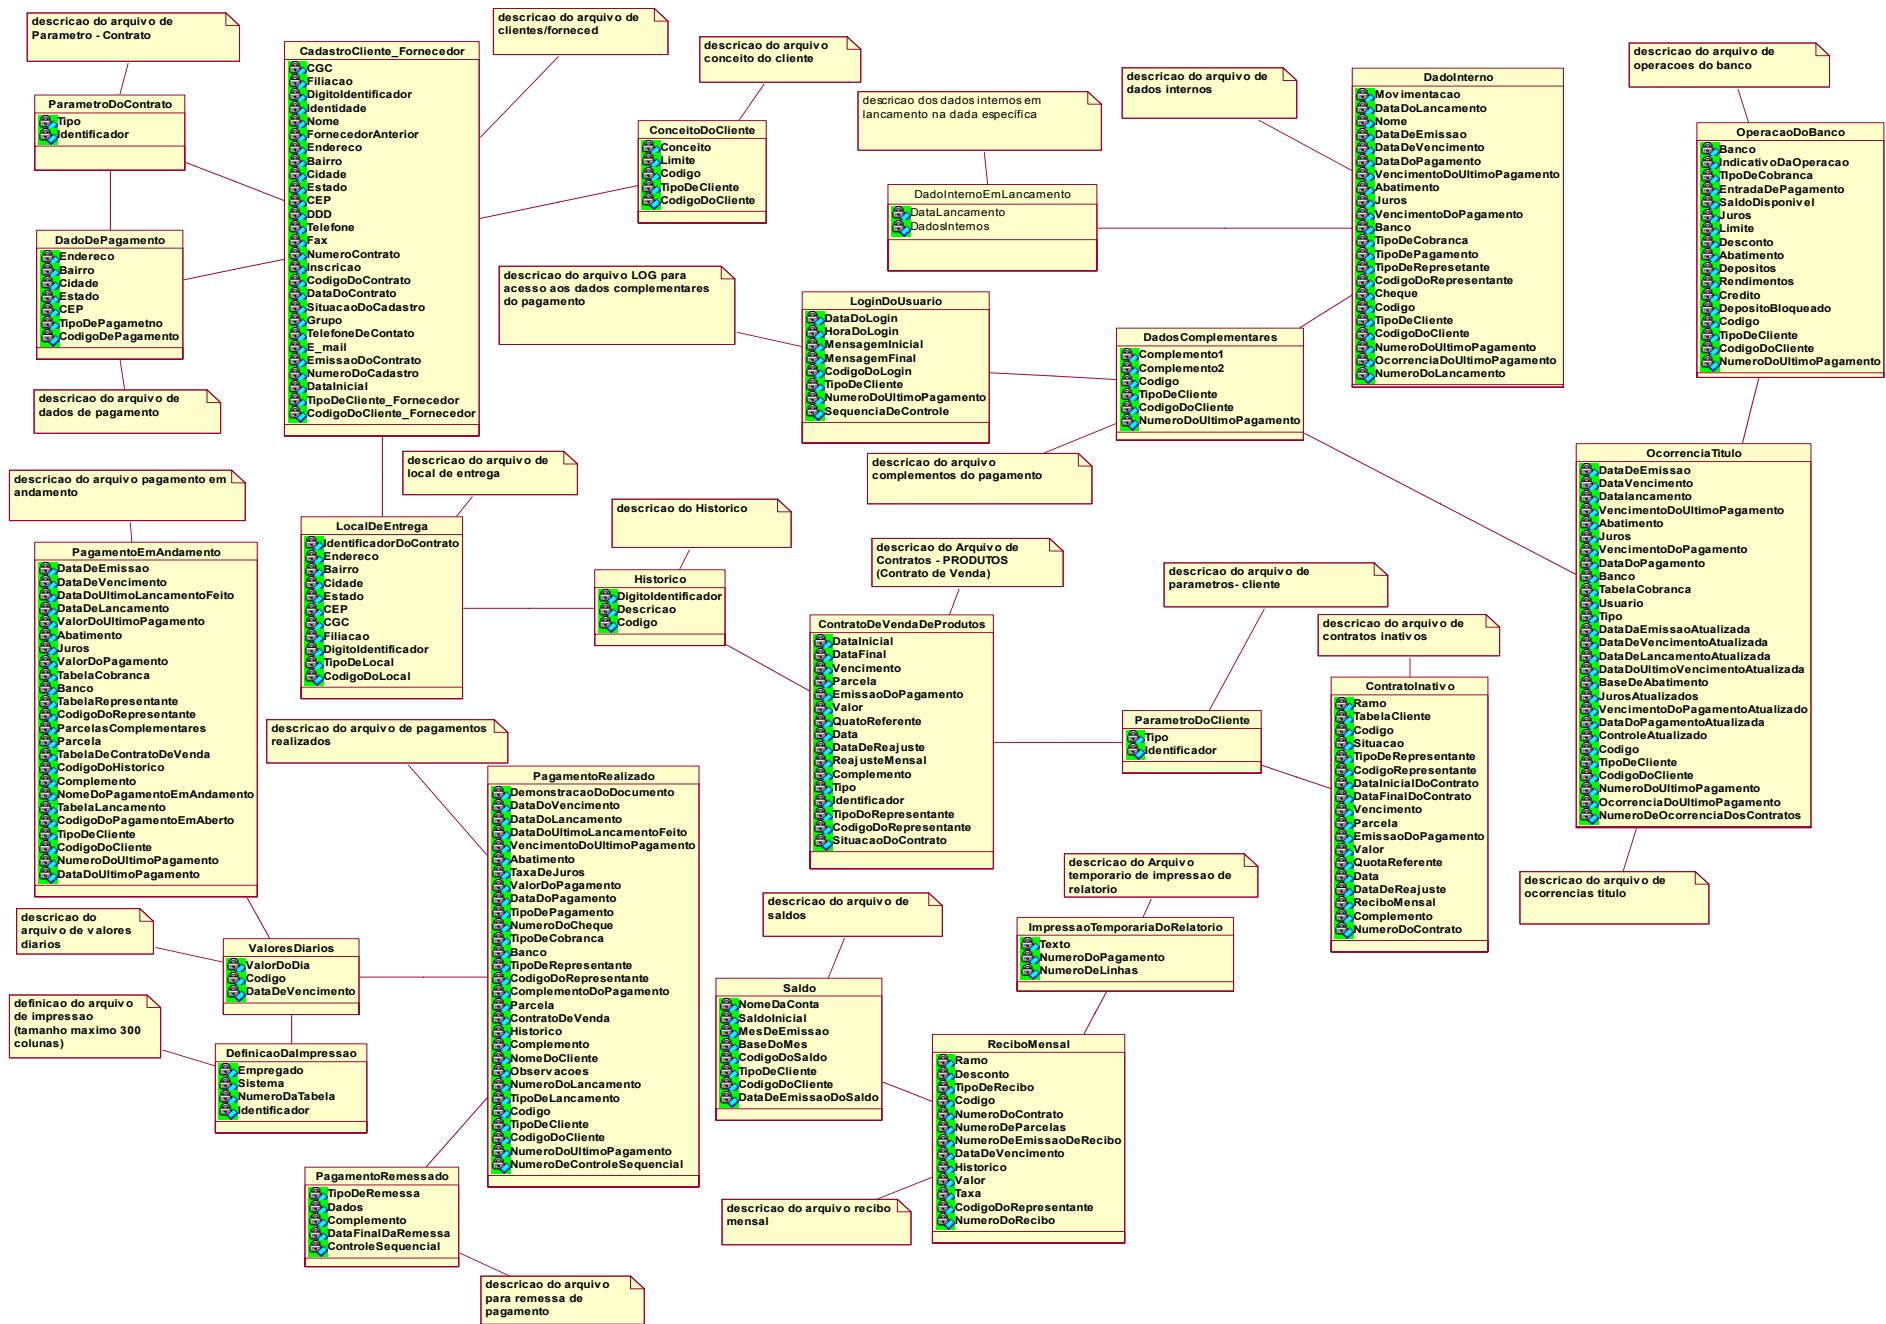 descricao do arquivo de
Parametro - Contrato
ParametroDoContrato
Tipo
Identificador
DadoDePagamento
Endereco
Bairro
Cidade
Estado
CEP
TipoDePagametno
CodigoDePagamento
descricao do arquivo de
dados de pagamento
CadastroCliente_Fornecedor
CGC
Filiacao
DigitoIdentificador
Identidade
Nome
FornecedorAnterior
Endereco
Bairro
Cidade
Estado
CEP
DDD
Telefone
Fax
NumeroContrato
Inscricao
CodigoDoContrato
DataDoContrato
SituacaoDoCadastro
Grupo
TelefoneDeContato
E_mail
EmissaoDoContrato
NumeroDoCadastro
DataInicial
TipoDeCliente_Fornecedor
CodigoDoCliente_Fornecedor
descricao do arquivo de
clientes/forneced
descricao do arquivo
conceito do cliente
ConceitoDoCliente
Conceito
Limite
Codigo
TipoDeCliente
CodigoDoCliente
descricao dos dados internos em
lancamento na dada específica
DadoInternoEmLancamento
DataLancamento
DadosInternos
descricao do arquivo de
dados internos
DadoInterno
Movimentacao
DataDoLancamento
Nome
DataDeEmissao
DataDeVencimento
DataDoPagamento
VencimentoDoUltimoPagamento
Abatimento
Juros
VencimentoDoPagamento
Banco
TipoDeCobranca
TipoDePagamento
TipoDeRepresetante
CodigoDoRepresentante
Cheque
Codigo
TipoDeCliente
CodigoDoCliente
NumeroDoUltimoPagamento
OcorrenciaDoUltimoPagamento
NumeroDoLancamento
descricao do arquivo de
operacoes do banco
OperacaoDoBanco
Banco
IndicativoDaOperacao
TIpoDeCobranca
EntradaDePagamento
SaldoDisponivel
Juros
Limite
Desconto
Abatimento
Depositos
Rendimentos
Credito
DepositoBloqueado
Codigo
TipoDeCliente
CodigoDoCliente
NumeroDoUltimoPagamento
descricao do arquivo LOG para
acesso aos dados complementares
do pagamento
LoginDoUsuario
DataDoLogin
HoraDoLogin
MensagemInicial
MensagemFinal
CodigoDoLogin
TipoDeCliente
NumeroDoUltimoPagamento
SequenciaDeControle
DadosComplementares
Complemento1
Complemento2
Codigo
TipoDeCliente
CodigoDoCliente
NumeroDoUltimoPagamento
descricao do arquivo
complementos do pagamento
OcorrenciaTitulo
DataDeEmissao
DataVencimento
Datalancamento
VencimentoDoUltimoPagamento
Abatimento
Juros
VencimentoDoPagamento
DataDoPagamento
Banco
TabelaCobranca
Usuario
Tipo
DataDaEmissaoAtualizada
DataDeVencimentoAtualizada
DataDeLancamentoAtualizada
DataDoUltimoVencimentoAtualizada
BaseDeAbatimento
JurosAtualizados
VencimentoDoPagamentoAtualizado
DataDoPagamentoAtualizada
ControleAtualizado
Codigo
TipoDeCliente
CodigoDoCliente
NumeroDoUltimoPagamento
OcorrenciaDoUltimoPagamento
NumeroDeOcorrenciaDosContratos
descricao do arquivo de
ocorrencias titulo
descricao do arquivo pagamento em
andamento
PagamentoEmAndamento
DataDeEmissao
DataDeVencimento
DataDoUltimoLancamentoFeito
DataDeLancamento
ValorDoUltimoPagamento
Abatimento
Juros
ValorDoPagamento
TabelaCobranca
Banco
TabelaRepresentante
CodigoDoRepresentante
ParcelasComplementares
Parcela
TabelaDeContratoDeVenda
CodigoDoHistorico
Complemento
NomeDoPagamentoEmAndamento
TabelaLancamento
CodigoDoPagamentoEmAberto
TipoDeCliente
CodigoDoCliente
NumeroDoUltimoPagamento
DataDoUltimoPagamento
descricao do arquivo de
local de entrega
LocalDeEntrega
IdentificadorDoContrato
Endereco
Bairro
Cidade
Estado
CEP
CGC
Filiacao
DigitoIdentificador
TipoDeLocal
CodigoDoLocal
descricao do Historico
Historico
DigitoIdentificador
Descricao
Codigo
descricao do Arquivo de
Contratos - PRODUTOS
(Contrato de Venda)
ContratoDeVendaDeProdutos
DataInicial
DataFinal
Vencimento
Parcela
EmissaoDoPagamento
Valor
QuatoReferente
Data
DataDeReajuste
ReajusteMensal
Complemento
Tipo
Identificador
TipoDoRepresentante
CodigoDoRepresentante
SituacaoDoContrato
descricao do arquivo de
parametros- cliente
ParametroDoCliente
Tipo
Identificador
descricao do arquivo de
contratos inativos
ContratoInativo
Ramo
TabelaCliente
Codigo
Situacao
TipoDeRepresentante
CodigoRepresentante
DataInicialDoContrato
DataFinalDoContrato
Vencimento
Parcela
EmissaoDoPagamento
Valor
QuotaReferente
Data
DataDeReajuste
ReciboMensal
Complemento
NumeroDoContrato
descricao do arquivo de pagamentos
realizados
PagamentoRealizado
DemonstracaoDoDocumento
DataDoVencimento
DataDoLancamento
DataDoUltimoLancamentoFeito
VencimentoDoUltimoPagamento
Abatimento
TaxaDeJuros
ValorDoPagamento
DataDoPagamento
TipoDePagamento
NumeroDoCheque
TipoDeCobranca
Banco
TipoDeRepresentante
CodigoDoRepresentante
ComplementoDoPagamento
Parcela
ContratoDeVenda
Historico
Complemento
NomeDoCliente
Observacoes
NumeroDoLancamento
TipoDeLancamento
Codigo
TipoDeCliente
CodigoDoCliente
NumeroDoUltimoPagamento
NumeroDeControleSequencial
descricao do
arquivo de valores
diarios
ValoresDiarios
ValorDoDia
Codigo
DataDeVencimento
definicao do arquivo
de impressao
(tamanho maximo 300
colunas)
DefinicaoDaImpressao
Empregado
Sistema
NumeroDaTabela
Identificador
PagamentoRemessado
TipoDeRemessa
Dados
Complemento
DataFinalDaRemessa
ControleSequencial
descricao do arquivo
para remessa de
pagamento
descricao do arquivo de
saldos
Saldo
NomeDaConta
SaldoInicial
MesDeEmissao
BaseDoMes
CodigoDoSaldo
TipoDeCliente
CodigoDoCliente
DataDeEmissaoDoSaldo
descricao do Arquivo
temporario de impressao de
relatorio
ImpressaoTemporariaDoRelatorio
Texto
NumeroDoPagamento
NumeroDeLinhas
ReciboMensal
Ramo
Desconto
TipoDeRecibo
Codigo
NumeroDoContrato
NumeroDeParcelas
NumeroDeEmissaoDeRecibo
DataDeVencimento
Historico
Valor
Taxa
CodigoDoRepresentante
NumeroDoRecibo
descricao do arquivo recibo
mensal